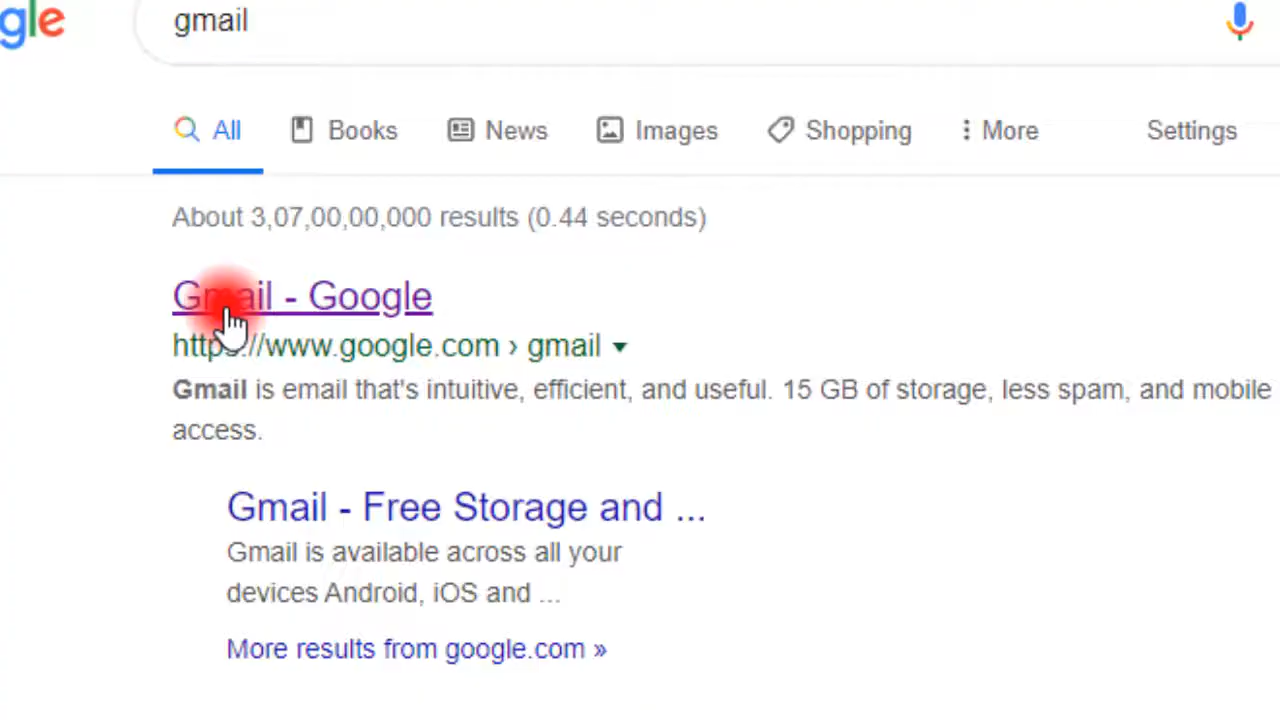 gle
gmail
All Books News Images Shopping More Settings
About 3,07,00,00,000 results (0.44 seconds)
Gmail - Google
https://www.google.com › gmail
Gmail is email that's intuitive, efficient, and useful. 15 GB of storage, less spam, and mobile
access.
Gmail - Free Storage and ...
Gmail is available across all your
devices Android, iOS and ...
More results from google.com »